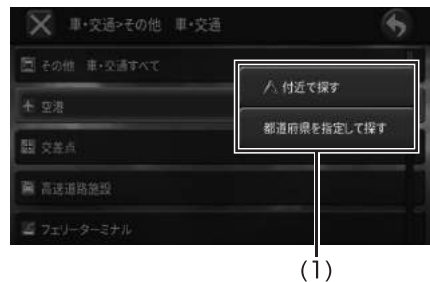 車・交通>その他 車・交通
その他 車・交通すべて
付近で探す
空港
都道府県を指定して探す
交差点
高速道路施設
フェリーターミナル
(1)